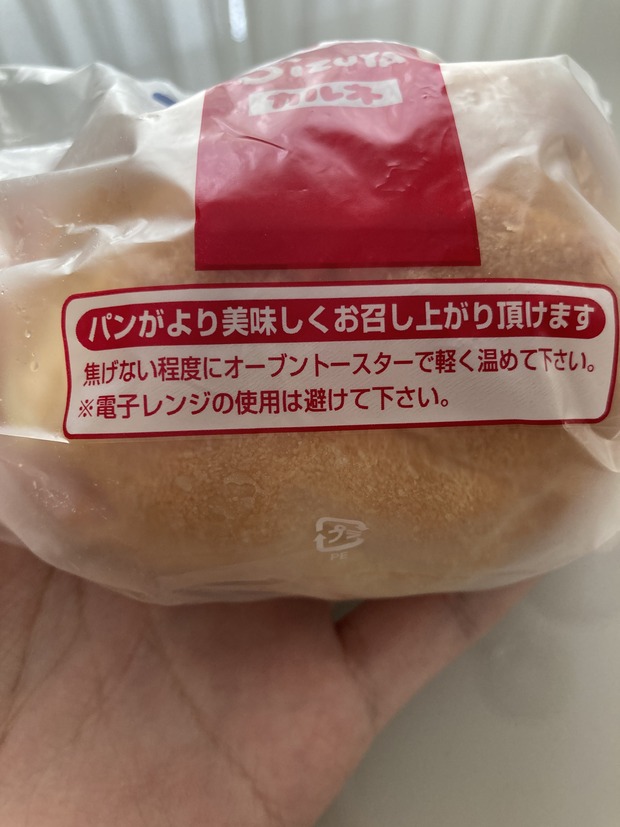 SIZUYA
カルネ
パンがより美味しくお召し上がり頂けます
焦げない程度にオーブントースターで軽く温めて下さい。
※電子レンジの使用は避けて下さい。
プラ
PE